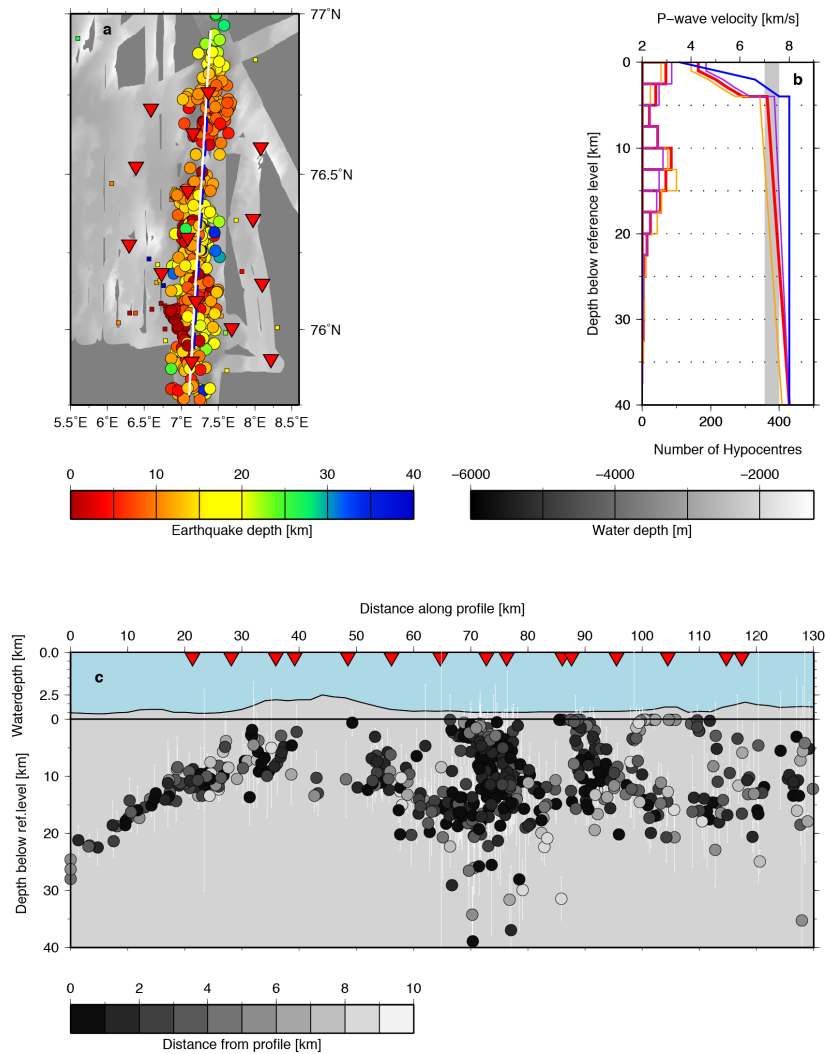 77˚N
a
76.5˚N
76˚N
5.5˚E 6˚E 6.5˚E 7˚E 7.5˚E 8˚E 8.5˚E
P−wave velocity [km/s]
2 4 6 8
b
0
10
20
30
40
Depth below reference level [km]
0 200 400
Number of Hypocentres
0 10 20 30 40
Earthquake depth [km]
−6000 −4000 −2000
Water depth [m]
Distance along profile [km]
0 10 20 30 40 50 60 70 80 90 100 110 120 130
c
Waterdepth [km]
0.0
2.5
Depth below ref.level [km]
0
10
20
30
40
0 2 4 6 8 10
Distance from profile [km]